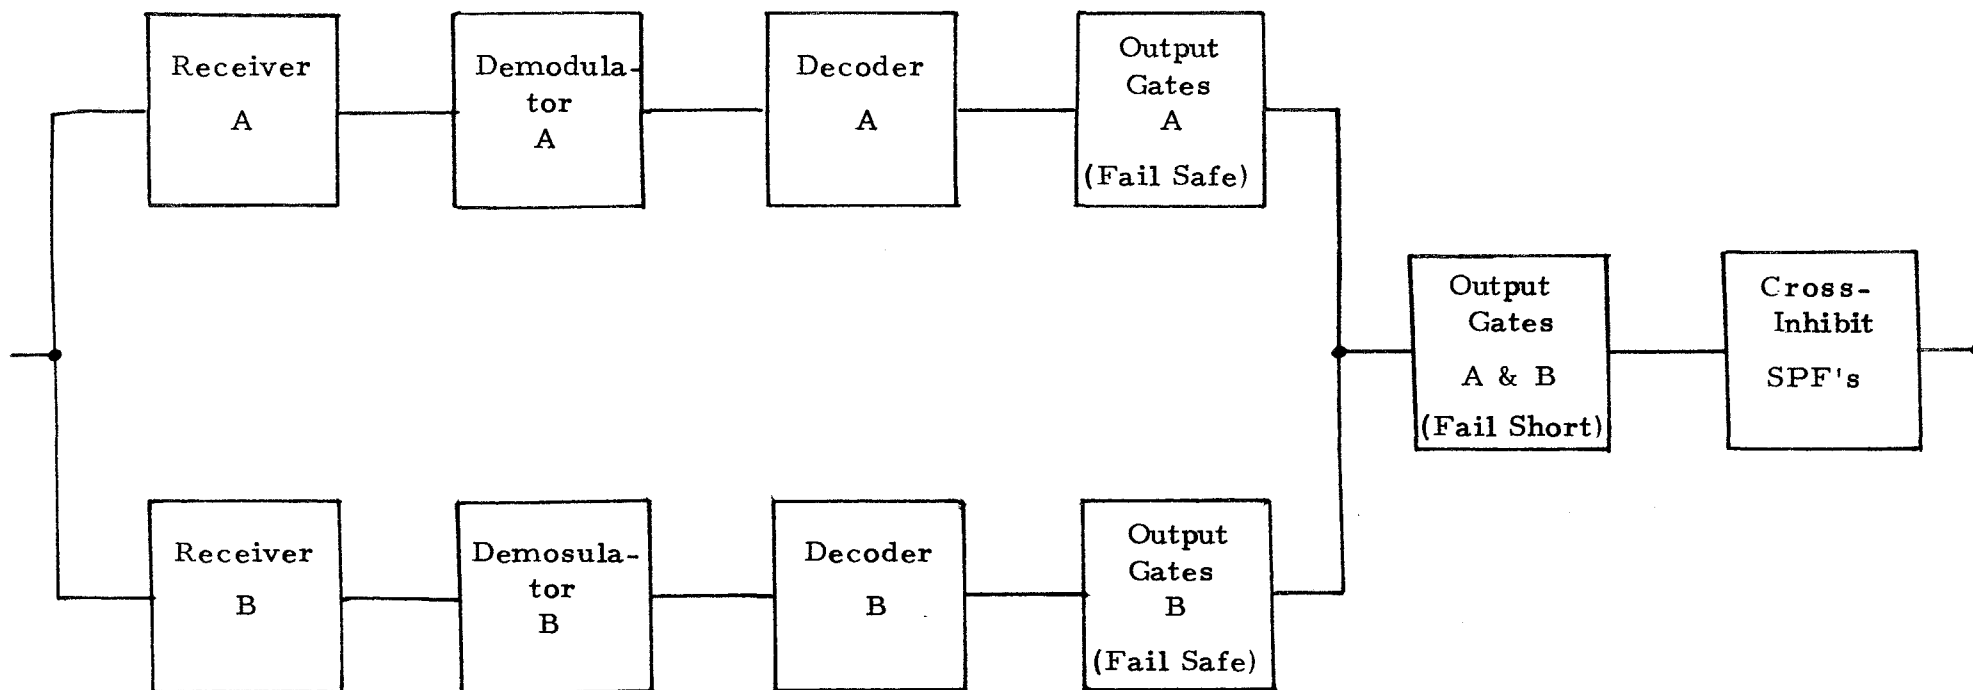 Receiver
A
Demodula-
tor
A
Decoder
A
Output
Gates
A
(Fail Safe)
Output
Gates
A & B
(Fail Short)
Cross-
Inhibit
SPF's
Receiver
B
Demosula-
tor
B
Decoder
B
Output
Gates
B
(Fail Safe)